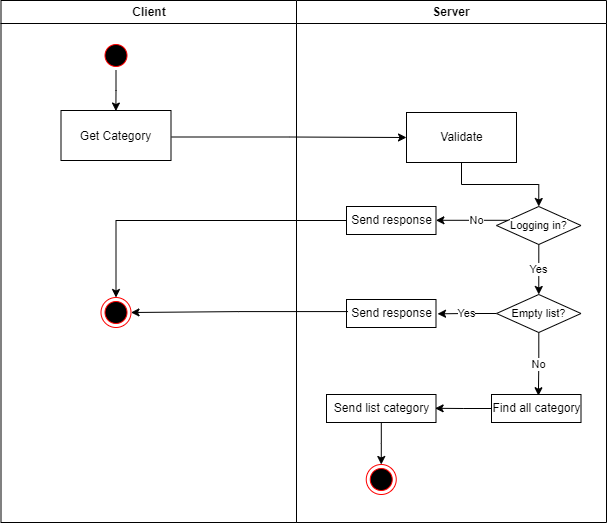 Client
Server
Get Category
Validate
Send response
No
Logging in?
Yes
Send response
Yes
Empty list?
No
Send list category
Find all category